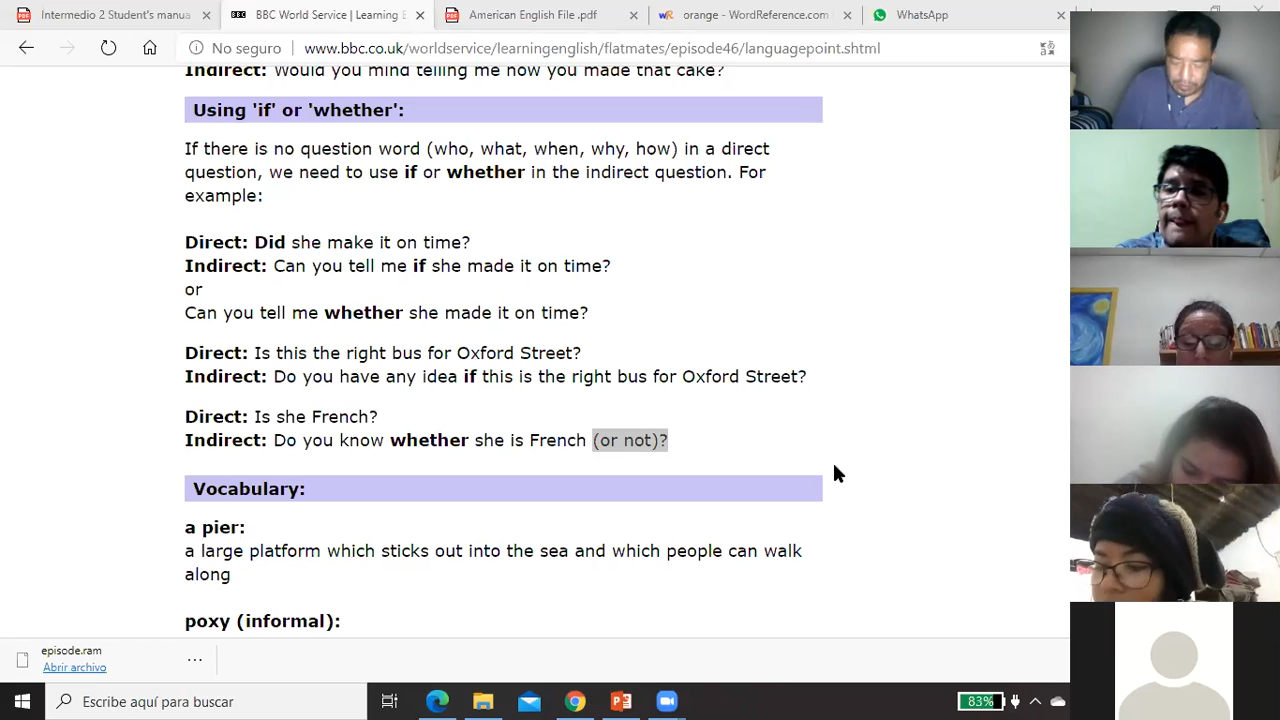 Intermedio 2 Student's manua
BBC World Service | Learning E
American English File .pdf
orange - WordReference.com
WhatsApp
No seguro
www.bbc.co.uk/worldservice/learningenglish/flatmates/episode46/languagepoint.shtml
Indirect: Would you mind telling me how you made that cake?
Using 'if' or 'whether':
If there is no question word (who, what, when, why, how) in a direct
question, we need to use if or whether in the indirect question. For
example:
Direct: Did she make it on time?
Indirect: Can you tell me if she made it on time?
or
Can you tell me whether she made it on time?
Direct: Is this the right bus for Oxford Street?
Indirect: Do you have any idea if this is the right bus for Oxford Street?
Direct: Is she French?
Indirect: Do you know whether she is French (or not)?
Vocabulary:
a pier:
a large platform which sticks out into the sea and which people can walk
along
poxy (informal):
episode.ram
Abrir archivo
Escribe aquí para buscar
83%